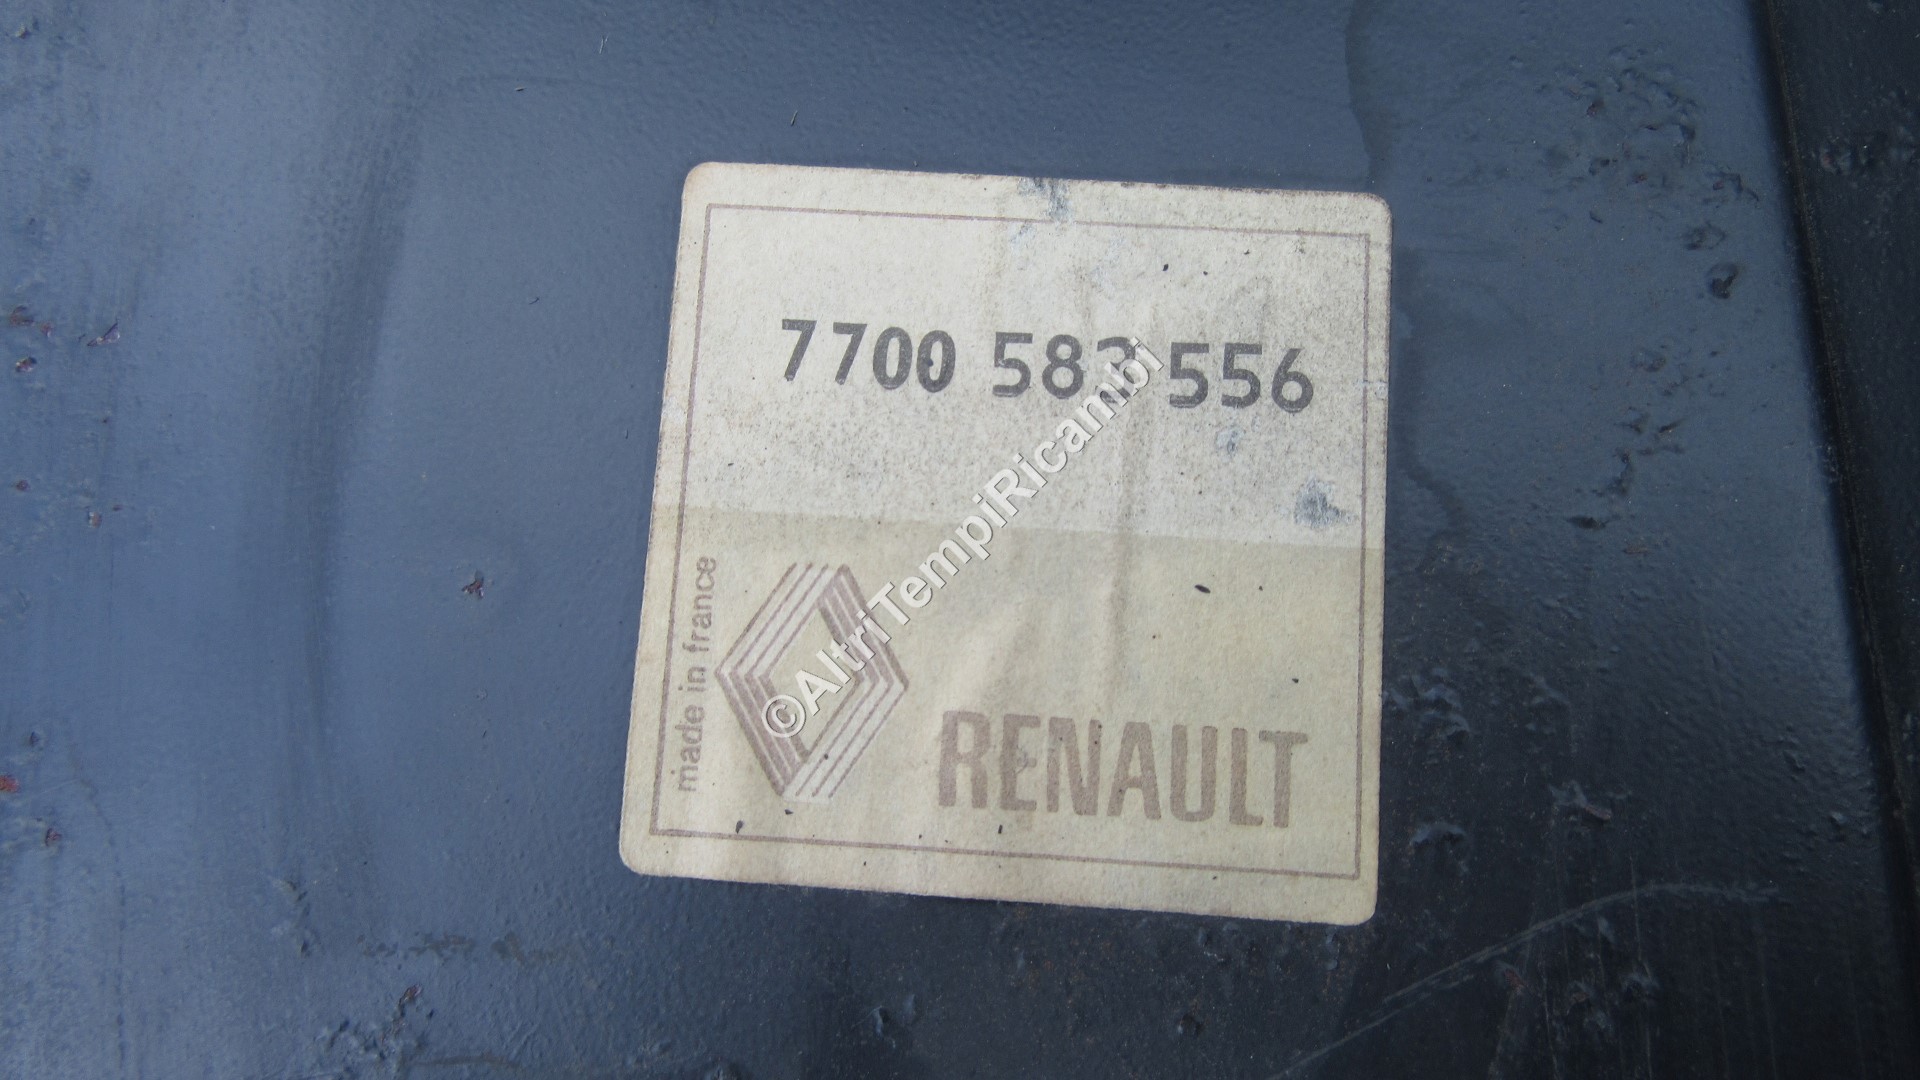 7700 583 556
made in france
RENAULT
©AltriTempiRicambi